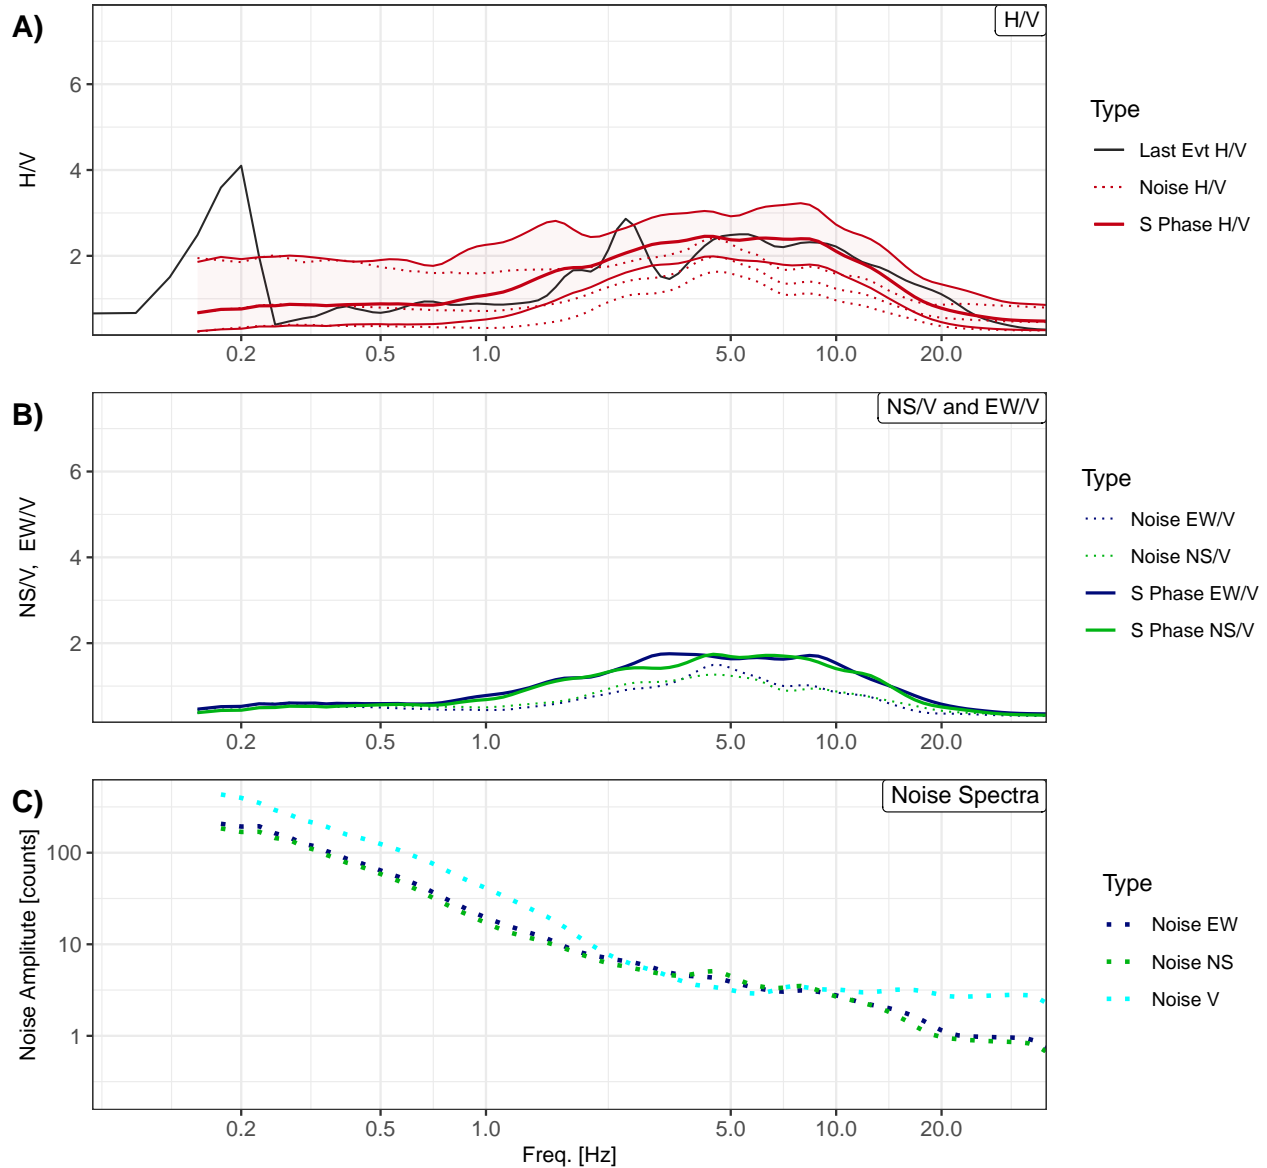 A)
H/V
6
4
2
H/V
0.2 0.5 1.0 5.0 10.0 20.0
Type
Last Evt H/V
Noise H/V
S Phase H/V
B)
NS/V and EW/V
6
4
2
NS/V, EW/V
0.2 0.5 1.0 5.0 10.0 20.0
Type
Noise EW/V
Noise NS/V
S Phase EW/V
S Phase NS/V
C)
Noise Spectra
100
10
1
Noise Amplitute [counts]
0.2 0.5 1.0 5.0 10.0 20.0
Freq. [Hz]
Type
Noise EW
Noise NS
Noise V